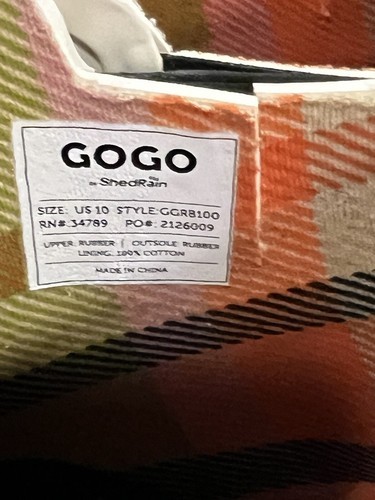 GOGO
by ShedRain
SIZE: US 10 STYLE:GGRB100
RN#.34789 PO#: 2126009
UPPER RUBBER | OUTSOLE RUBBER
LINING. 100% COTTON
MADE IN CHINA